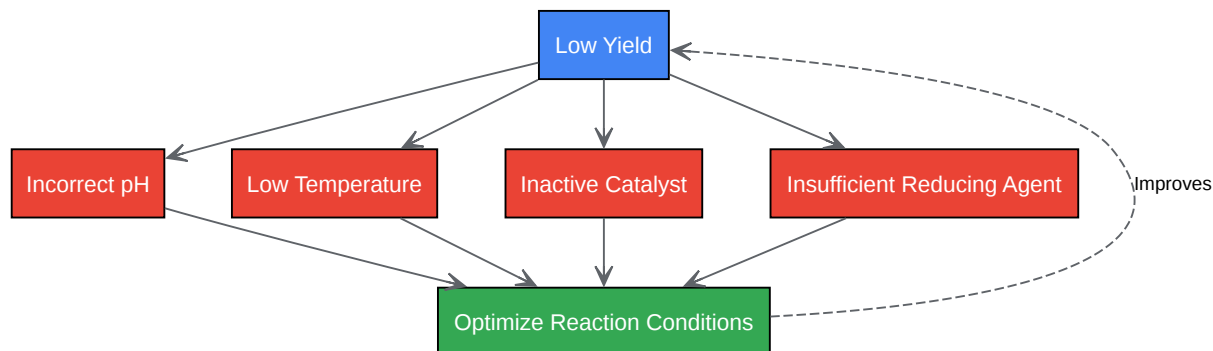 Low Yield
Incorrect pH
Low Temperature
Inactive Catalyst
Insufficient Reducing Agent
Improves
Optimize Reaction Conditions